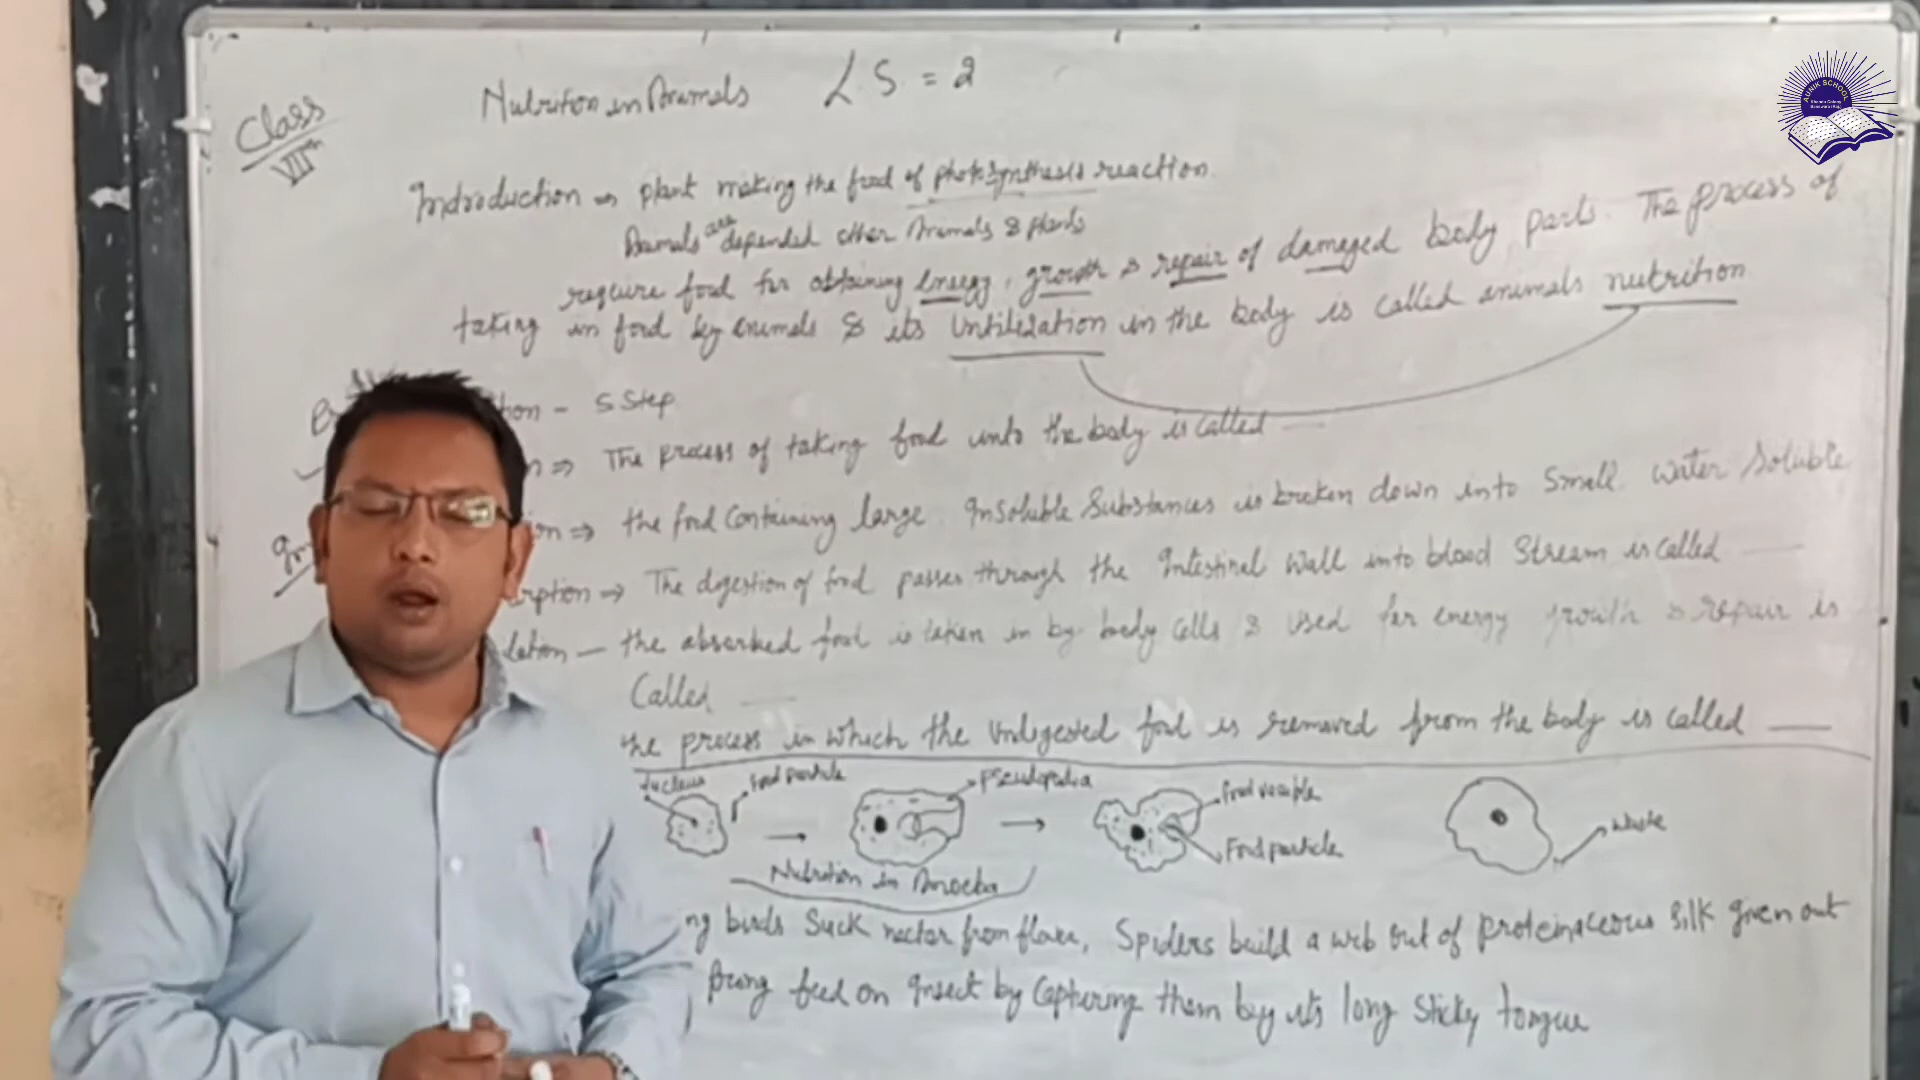 Class
VIIth
Nutrition in Animals L.S. = 2
Introduction ⇒ plant making the food of photosynthesis reaction.
Animals are depended other Animals & plants
require food for obtaining energy, growth & repair of damaged body parts. The process of
taking in food by animals & its Untilization in the body is called animals nutrition
tion - 5 Step
n ⇒ The process of taking food into the body is called —
on ⇒ the food Containing large. Insoluble Substances is broken down into Small water Soluble
rption ⇒ The digestion of food passes through the Intestinal Wall into blood Stream is called —
lation — the absorbed food is taken in by body Cells & used for energy growth & repair is
Called —
the process in which the Undigested food is removed from the body is called —
Nucleus
Food particle
Pseudopodia
Food particle
Waste
Nutrition in Amoeba
ng birds Suck nectar from flower, Spiders build a web out of proteinaceous silk given out
feed on Insect by Capturing them by its long Sticky tongue
AUNIK SCHOOL